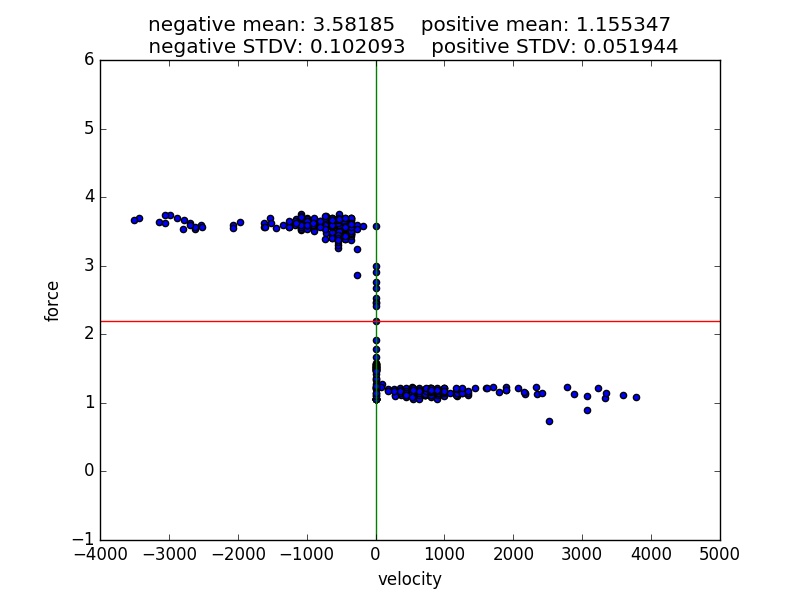 negative mean: 3.58185 positive mean: 1.155347
negative STDV: 0.102093 positive STDV: 0.051944
6
5
4
3
2
1
0
−1
force
−4000 −3000 −2000 −1000 0 1000 2000 3000 4000 5000
velocity